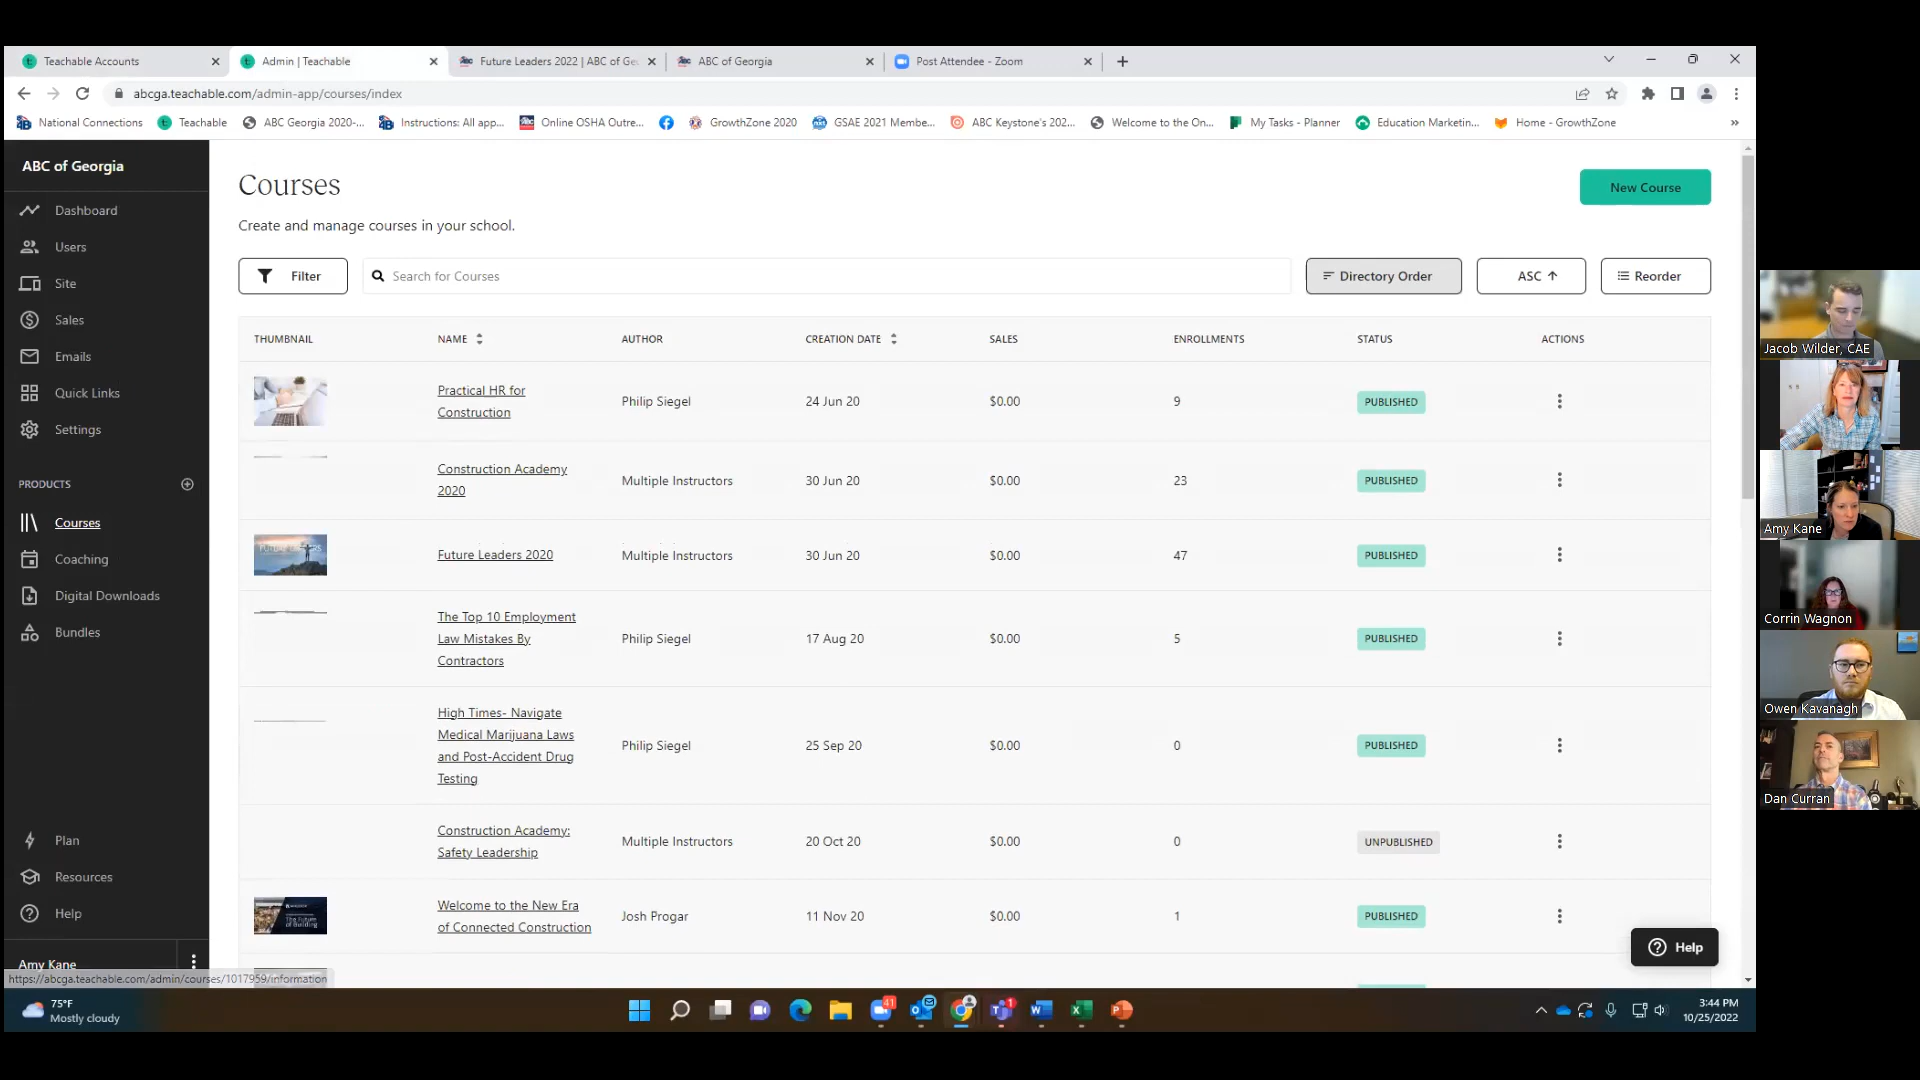 Teachable Accounts
Admin | Teachable
Future Leaders 2022 | ABC of Ge
ABC of Georgia
Post Attendee - Zoom
abcga.teachable.com/admin-app/courses/index
National Connections
Teachable
ABC Georgia 2020-...
Instructions: All app...
Online OSHA Outre...
GrowthZone 2020
GSAE 2021 Membe...
ABC Keystone's 202...
Welcome to the On...
My Tasks - Planner
Education Marketin...
Home - GrowthZone
ABC of Georgia
Dashboard
Users
Site
Sales
Emails
Quick Links
Settings
PRODUCTS
Courses
Coaching
Digital Downloads
Bundles
Plan
Resources
Help
Amy Kane
https://abcga.teachable.com/admin/courses/1017959/information
Courses
New Course
Create and manage courses in your school.
Filter
Search for Courses
Directory Order
ASC ↑
Reorder
THUMBNAIL NAME AUTHOR CREATION DATE SALES ENROLLMENTS STATUS ACTIONS
Practical HR for
Construction
Philip Siegel 24 Jun 20 $0.00 9 PUBLISHED
Construction Academy
2020
Multiple Instructors 30 Jun 20 $0.00 23 PUBLISHED
FUTURE LEADERS
Future Leaders 2020
Multiple Instructors 30 Jun 20 $0.00 47 PUBLISHED
The Top 10 Employment
Law Mistakes By
Contractors
Philip Siegel 17 Aug 20 $0.00 5 PUBLISHED
High Times- Navigate
Medical Marijuana Laws
and Post-Accident Drug
Testing
Philip Siegel 25 Sep 20 $0.00 0 PUBLISHED
Construction Academy:
Safety Leadership
Multiple Instructors 20 Oct 20 $0.00 0 UNPUBLISHED
The Future
of Building
Welcome to the New Era
of Connected Construction
Josh Progar 11 Nov 20 $0.00 1 PUBLISHED
Help
Jacob Wilder, CAE
Amy Kane
Corrin Wagnon
Owen Kavanagh
Dan Curran
75°F
Mostly cloudy
41
1
3:44 PM
10/25/2022